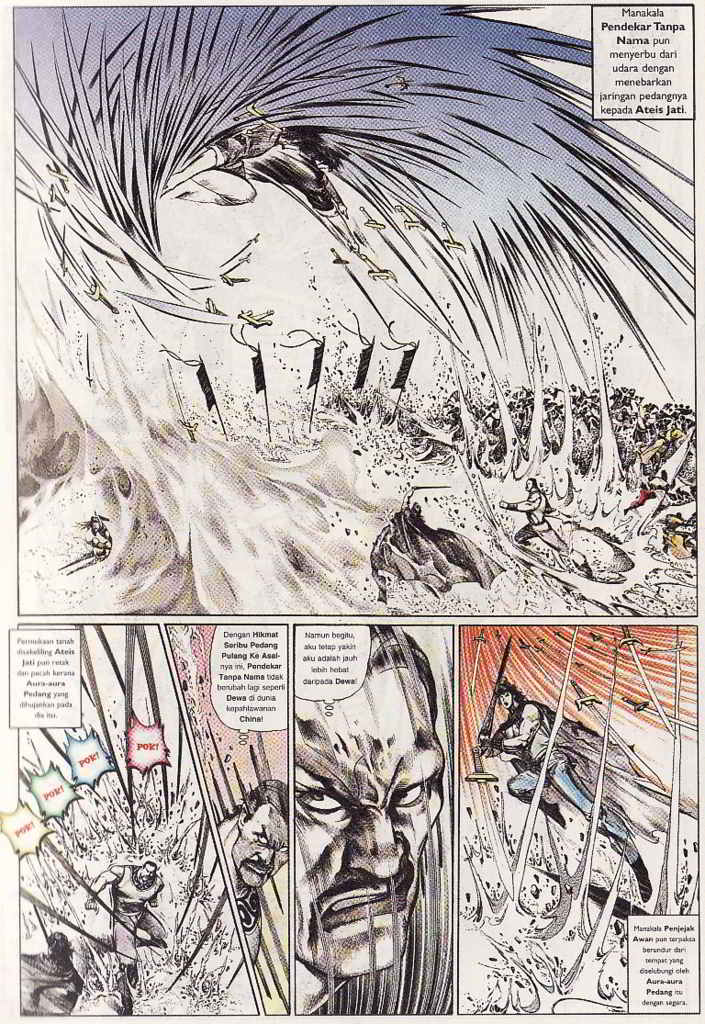 Manakala
Pendekar Tanpa
Nama pun
menyerbu dari
udara dengan
menebarkan
jaringan pedangnya
kepada Ateis Jati.
Permukaan tanah
disekeliling Ateis
Jati pun retak
dan pecah kerana
Aura-aura
Pedang yang
dihujankan pada
dia itu.
POK!
POK!
POK!
POK!
Dengan Hikmat
Seribu Pedang
Pulang Ke Asal-
nya ini, Pendekar
Tanpa Nama tidak
berubah lagi seperti
Dewa di dunia
kepahlawanan
China!
Namun begitu,
aku tetap yakin
aku adalah jauh
lebih hebat
daripada Dewa!
Manakala Penjejak
Awan pun terpaksa
berundur dari
tempat yang
diselubungi oleh
Aura-aura
Pedang itu
dengan segera.